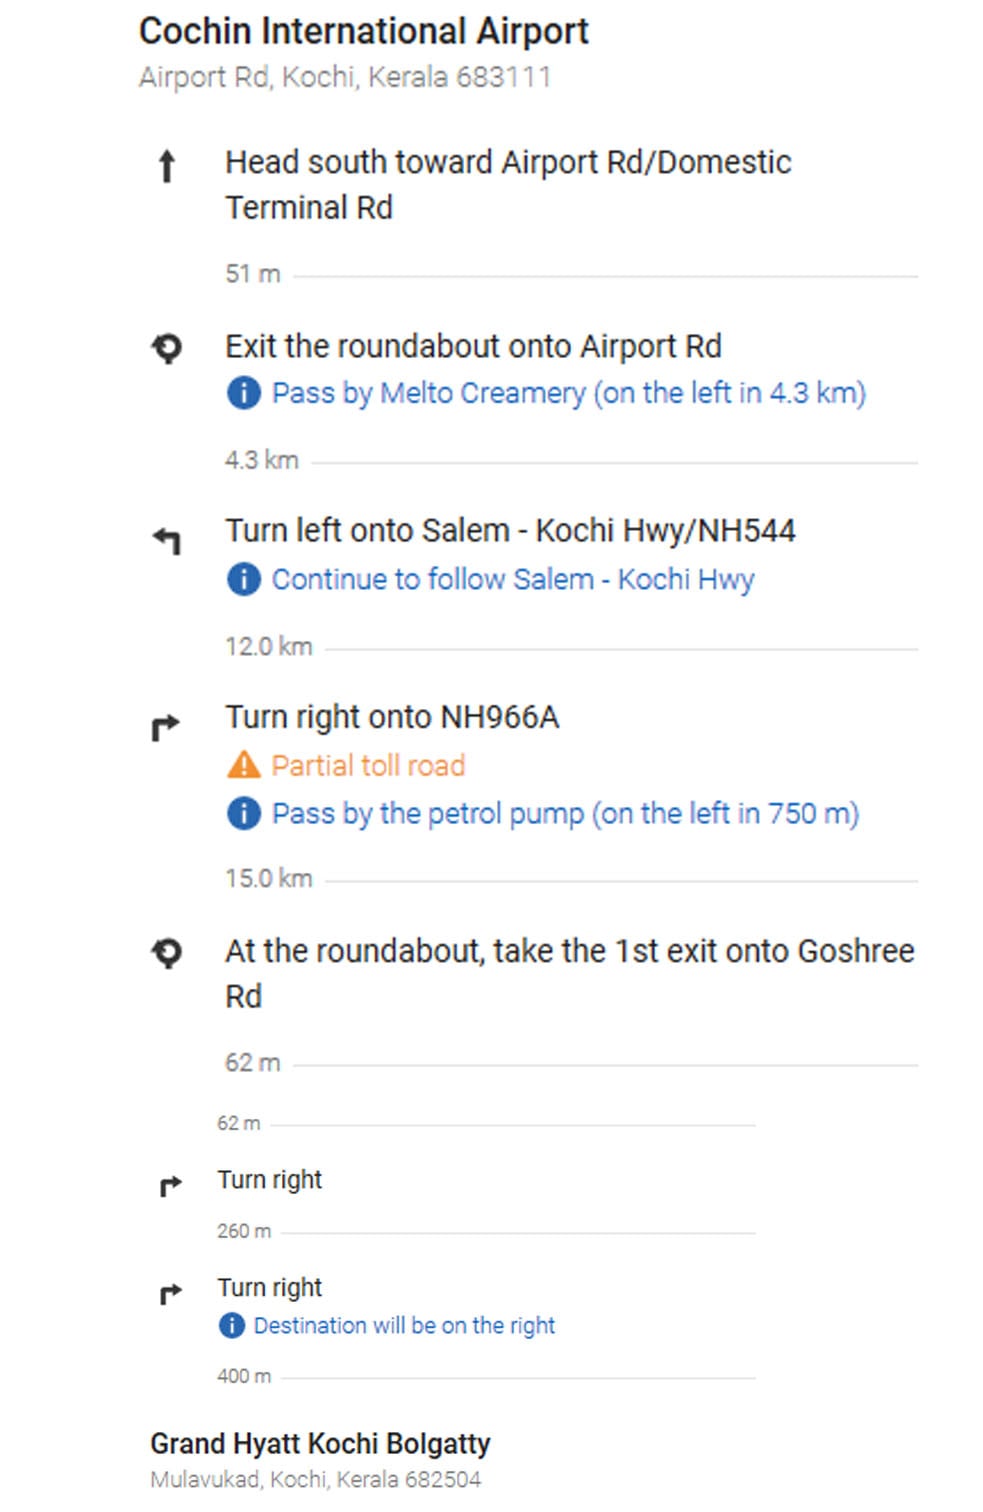 Cochin International Airport
Airport Rd, Kochi, Kerala 683111
Head south toward Airport Rd/Domestic
Terminal Rd
51 m
Exit the roundabout onto Airport Rd
Pass by Melto Creamery (on the left in 4.3 km)
4.3 km
Turn left onto Salem - Kochi Hwy/NH544
Continue to follow Salem - Kochi Hwy
12.0 km
Turn right onto NH966A
Partial toll road
Pass by the petrol pump (on the left in 750 m)
15.0 km
At the roundabout, take the 1st exit onto Goshree
Rd
62 m
62 m
Turn right
260 m
Turn right
Destination will be on the right
400 m
Grand Hyatt Kochi Bolgatty
Mulavukad, Kochi, Kerala 682504